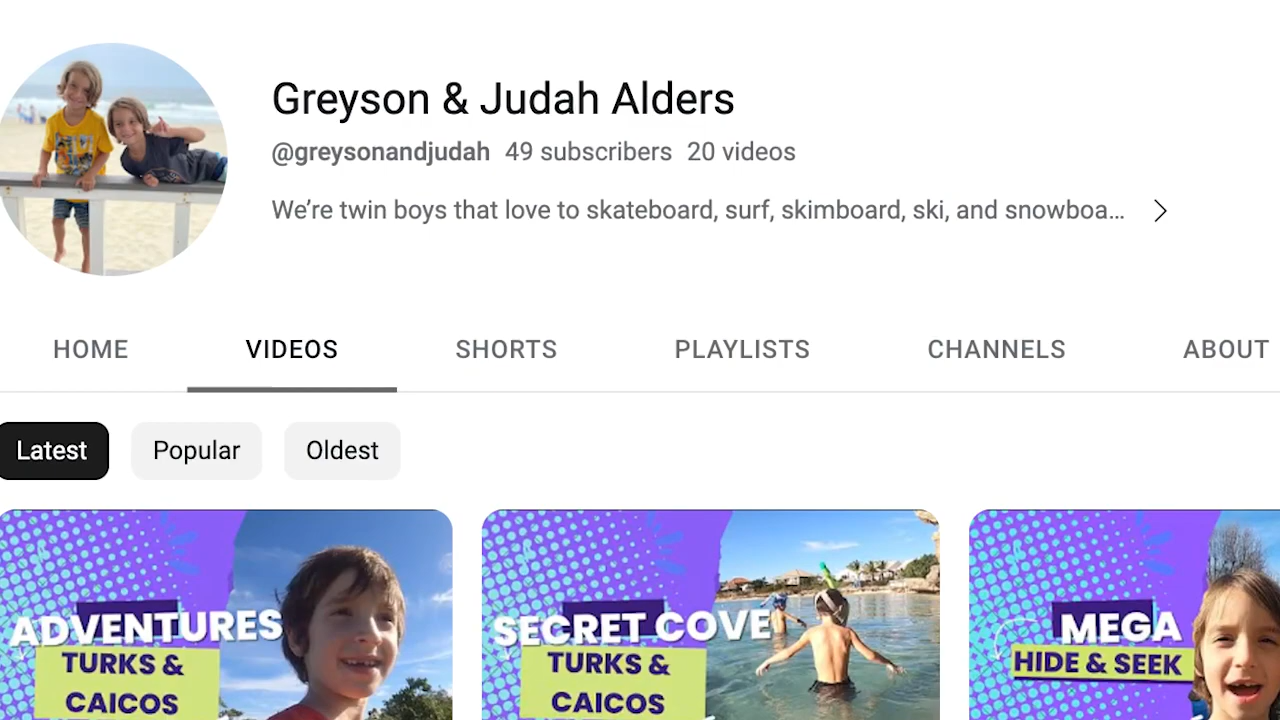 Greyson & Judah Alders
@greysonandjudah 49 subscribers 20 videos
We’re twin boys that love to skateboard, surf, skimboard, ski, and snowboa...
HOME VIDEOS SHORTS PLAYLISTS CHANNELS ABOUT
Latest Popular Oldest
ADVENTURES
TURKS &
CAICOS
SECRET COVE
TURKS &
CAICOS
MEGA
HIDE & SEEK